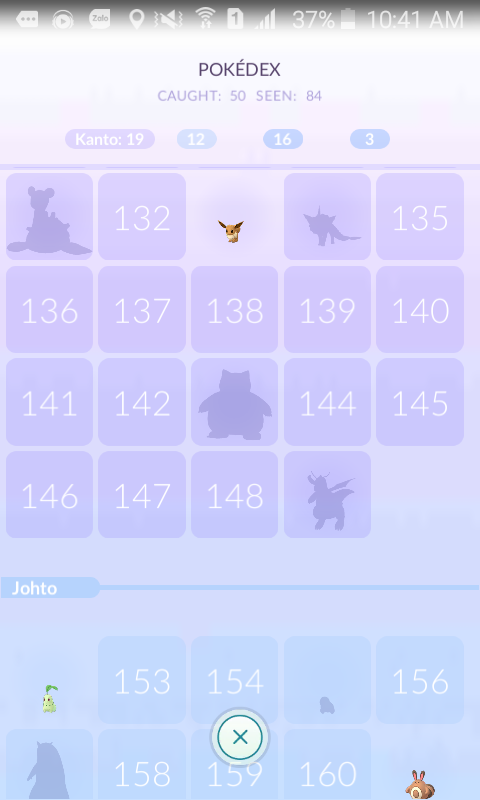 Zalo 1 37% 10:41 AM
POKÉDEX
CAUGHT: 50 SEEN: 84
Kanto: 19 12 16 3
132 135
136 137 138 139 140
141 142 144 145
146 147 148
Johto
153 154 156
158 159 160